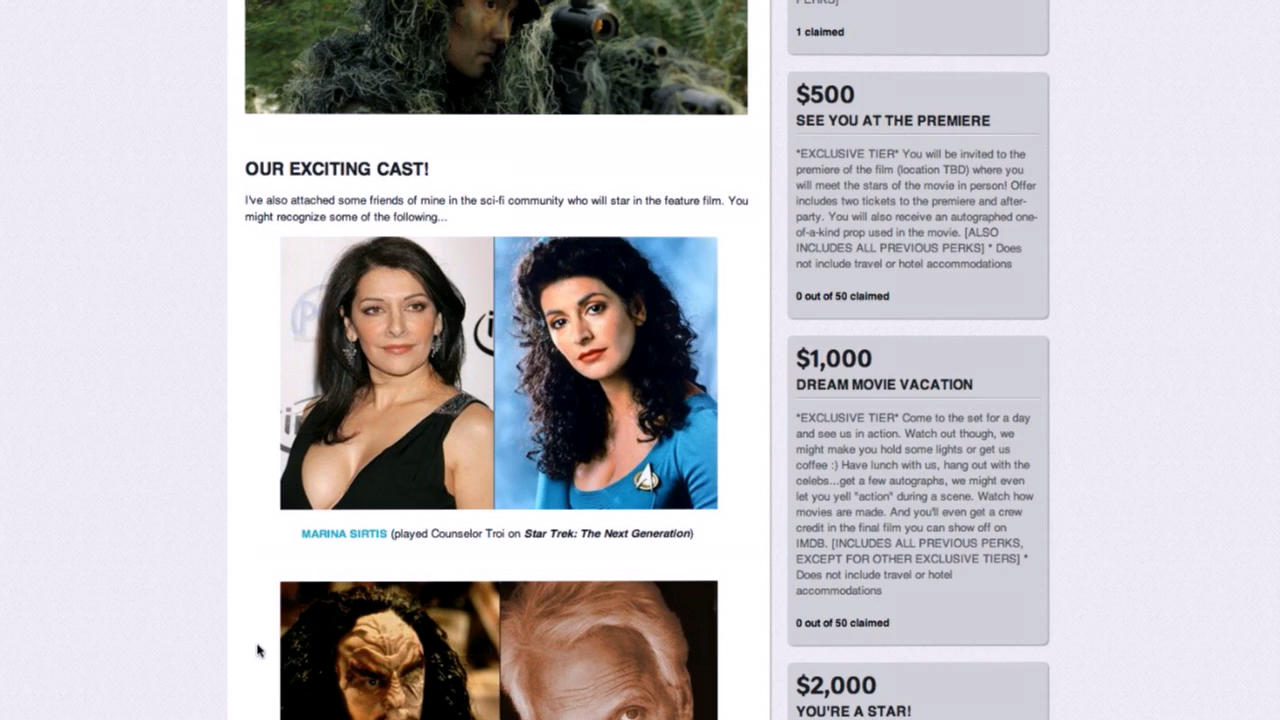 OUR EXCITING CAST!
I've also attached some friends of mine in the sci-fi community who will star in the feature film. You
might recognize some of the following...
MARINA SIRTIS (played Counselor Troi on Star Trek: The Next Generation)
1 claimed
$500
SEE YOU AT THE PREMIERE
*EXCLUSIVE TIER* You will be invited to the
premiere of the film (location TBD) where you
will meet the stars of the movie in person! Offer
includes two tickets to the premiere and after-
party. You will also receive an autographed one-
of-a-kind prop used in the movie. [ALSO
INCLUDES ALL PREVIOUS PERKS] * Does
not include travel or hotel accommodations
0 out of 50 claimed
$1,000
DREAM MOVIE VACATION
*EXCLUSIVE TIER* Come to the set for a day
and see us in action. Watch out though, we
might make you hold some lights or get us
coffee :) Have lunch with us, hang out with the
celebs...get a few autographs, we might even
let you yell "action" during a scene. Watch how
movies are made. And you'll even get a crew
credit in the final film you can show off on
IMDB. [INCLUDES ALL PREVIOUS PERKS,
EXCEPT FOR OTHER EXCLUSIVE TIERS] *
Does not include travel or hotel
accommodations
0 out of 50 claimed
$2,000
YOU'RE A STAR!